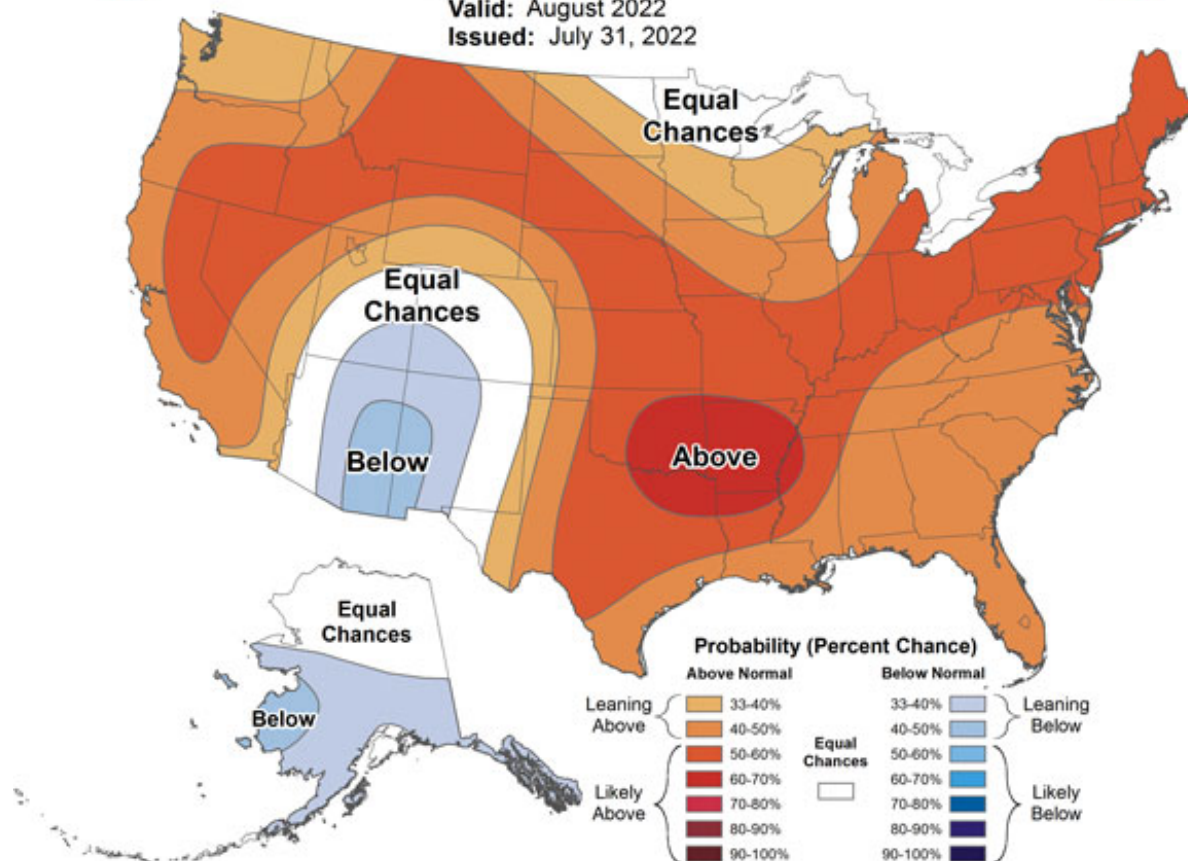 Valid: August 2022
Issued: July 31, 2022
Equal
Chances
Equal
Chances
Below
Above
Equal
Chances
Below
Probability (Percent Chance)
Above Normal
Below Normal
Leaning
Above
33-40%
40-50%
Likely
Above
50-60%
60-70%
70-80%
80-90%
90-100%
Equal
Chances
33-40%
40-50%
Leaning
Below
50-60%
60-70%
70-80%
80-90%
90-100%
Likely
Below